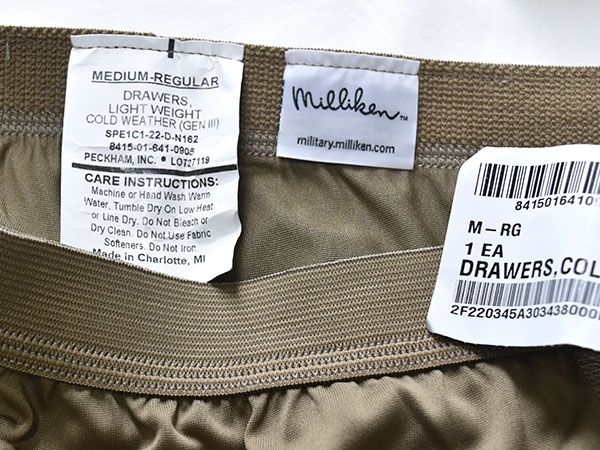 MEDIUM-REGULAR
DRAWERS,
LIGHT WEIGHT
COLD WEATHER (GEN III)
SPE1C1-22-D-N162
8415-01-641-0905
PECKHAM, INC. • LOT27119
CARE INSTRUCTIONS:
Machine or Hand Wash Warm
Water, Tumble Dry On Low Heat
or Line Dry. Do Not Bleach or
Dry Clean. Do Not Use Fabric
Softeners. Do Not Iron.
Made in Charlotte, MI
Milliken™
military.milliken.com
84150164109
M-RG
1 EA
DRAWERS,COL
2F220345A303438000